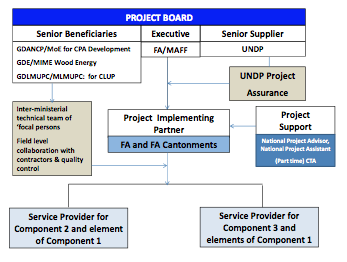 PROJECT BOARD
Senior Beneficiaries
Executive
Senior Supplier
GDANCP/MoE for CPA Development
GDE/MIME Wood Energy
GDLMUPC/MLMUPC: for CLUP
FA/MAFF
UNDP
UNDP Project
Assurance
Inter-ministerial
technical team of
'focal persons
Field level
collaboration with
contractors & quality
control
Project Implementing
Partner
FA and FA Cantonments
Project
Support
National Project Advisor,
National Project Assistant
(Part time) CTA
Service Provider for
Component 2 and element
of Component 1
Service Provider for
Component 3 and
elements of Component 1